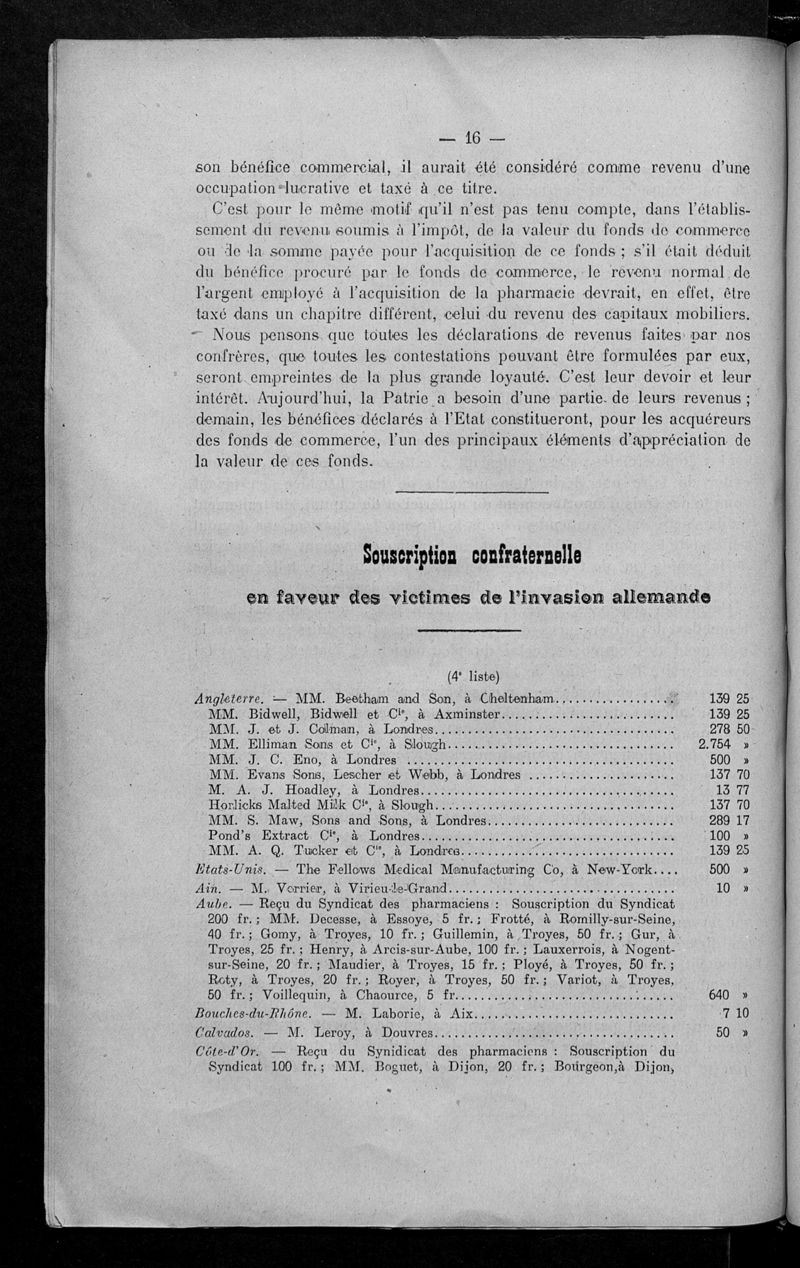 — 16 —
son bénéfice commercial, il aurait été considéré comme revenu d'une
occupation lucrative et taxé à ce titre.
C'est pour le même motif qu'il n'est pas tenu compte, dans l'établis-
sement du revenu soumis à l'impôt, de la valeur du fonds de commerce
ou de la somme payée pour l'acquisition de ce fonds ; s'il était déduit
du bénéfice procuré par le fonds de commerce, le revenu normal de
l'argent employé à l'acquisition de la pharmacie devrait, en effet, être
taxé dans un chapitre différent, celui du revenu des capitaux mobiliers.
Nous pensons que toutes les déclarations de revenus faites par nos
confrères, que toutes les contestations pouvant être formulées par eux,
seront empreintes de la plus grande loyauté. C'est leur devoir et leur
intérêt. Aujourd'hui, la Patrie a besoin d'une partie de leurs revenus ;
demain, les bénéfices déclarés à l'Etat constitueront, pour les acquéreurs
des fonds de commerce, l'un des principaux éléments d'appréciation de
la valeur de ces fonds.
Souscription confraternelle
en faveur des victimes de l'invasion allemande
(4e liste)
Angleterre. — MM. Beetham and Son, à Cheltenham.................. 139 25
MM. Bidwell, Bidwell et Cie, à Axminster.......................... 139 25
MM. J. et J. Colman, à Londres.................................... 278 50
MM. Elliman Sons et Cie, à Slough.................................. 2.754 »
MM. J. C. Eno, à Londres ........................................ 500 »
MM. Evans Sons, Lescher et Webb, à Londres ...................... 137 70
M. A. J. Hoadley, à Londres...................................... 13 77
Horlicks Malted Milk Cie, à Slough.................................... 137 70
MM. S. Maw, Sons and Sons, à Londres............................ 289 17
Pond's Extract Cie, à Londres...................................... 100 »
MM. A. Q. Tucker et Cie, à Londres................................ 139 25
Etats-Unis. — The Fellows Medical Manufacturing Co, à New-York.... 500 »
Ain. — M. Verrier, à Virieu-le-Grand.................................. 10 »
Aube. — Reçu du Syndicat des pharmaciens : Souscription du Syndicat
200 fr. ; MM. Decesse, à Essoye, 5 fr. ; Frotté, à Romilly-sur-Seine,
40 fr. ; Gomy, à Troyes, 10 fr. ; Guillemin, à Troyes, 50 fr. ; Gur, à
Troyes, 25 fr. ; Henry, à Arcis-sur-Aube, 100 fr. ; Lauxerrois, à Nogent-
sur-Seine, 20 fr. ; Maudier, à Troyes, 15 fr. ; Ployé, à Troyes, 50 fr. ;
Roty, à Troyes, 20 fr. ; Royer, à Troyes, 50 fr. ; Variot, à Troyes,
50 fr. ; Voillequin, à Chaource, 5 fr................................. 640 »
Bouches-du-Rhône. — M. Laborie, à Aix.............................. 7 10
Calvados. — M. Leroy, à Douvres.................................... 50 »
Côte-d'Or. — Reçu du Synidicat des pharmaciens : Souscription du
Syndicat 100 fr. ; MM. Boguet, à Dijon, 20 fr. ; Bourgeon,à Dijon,